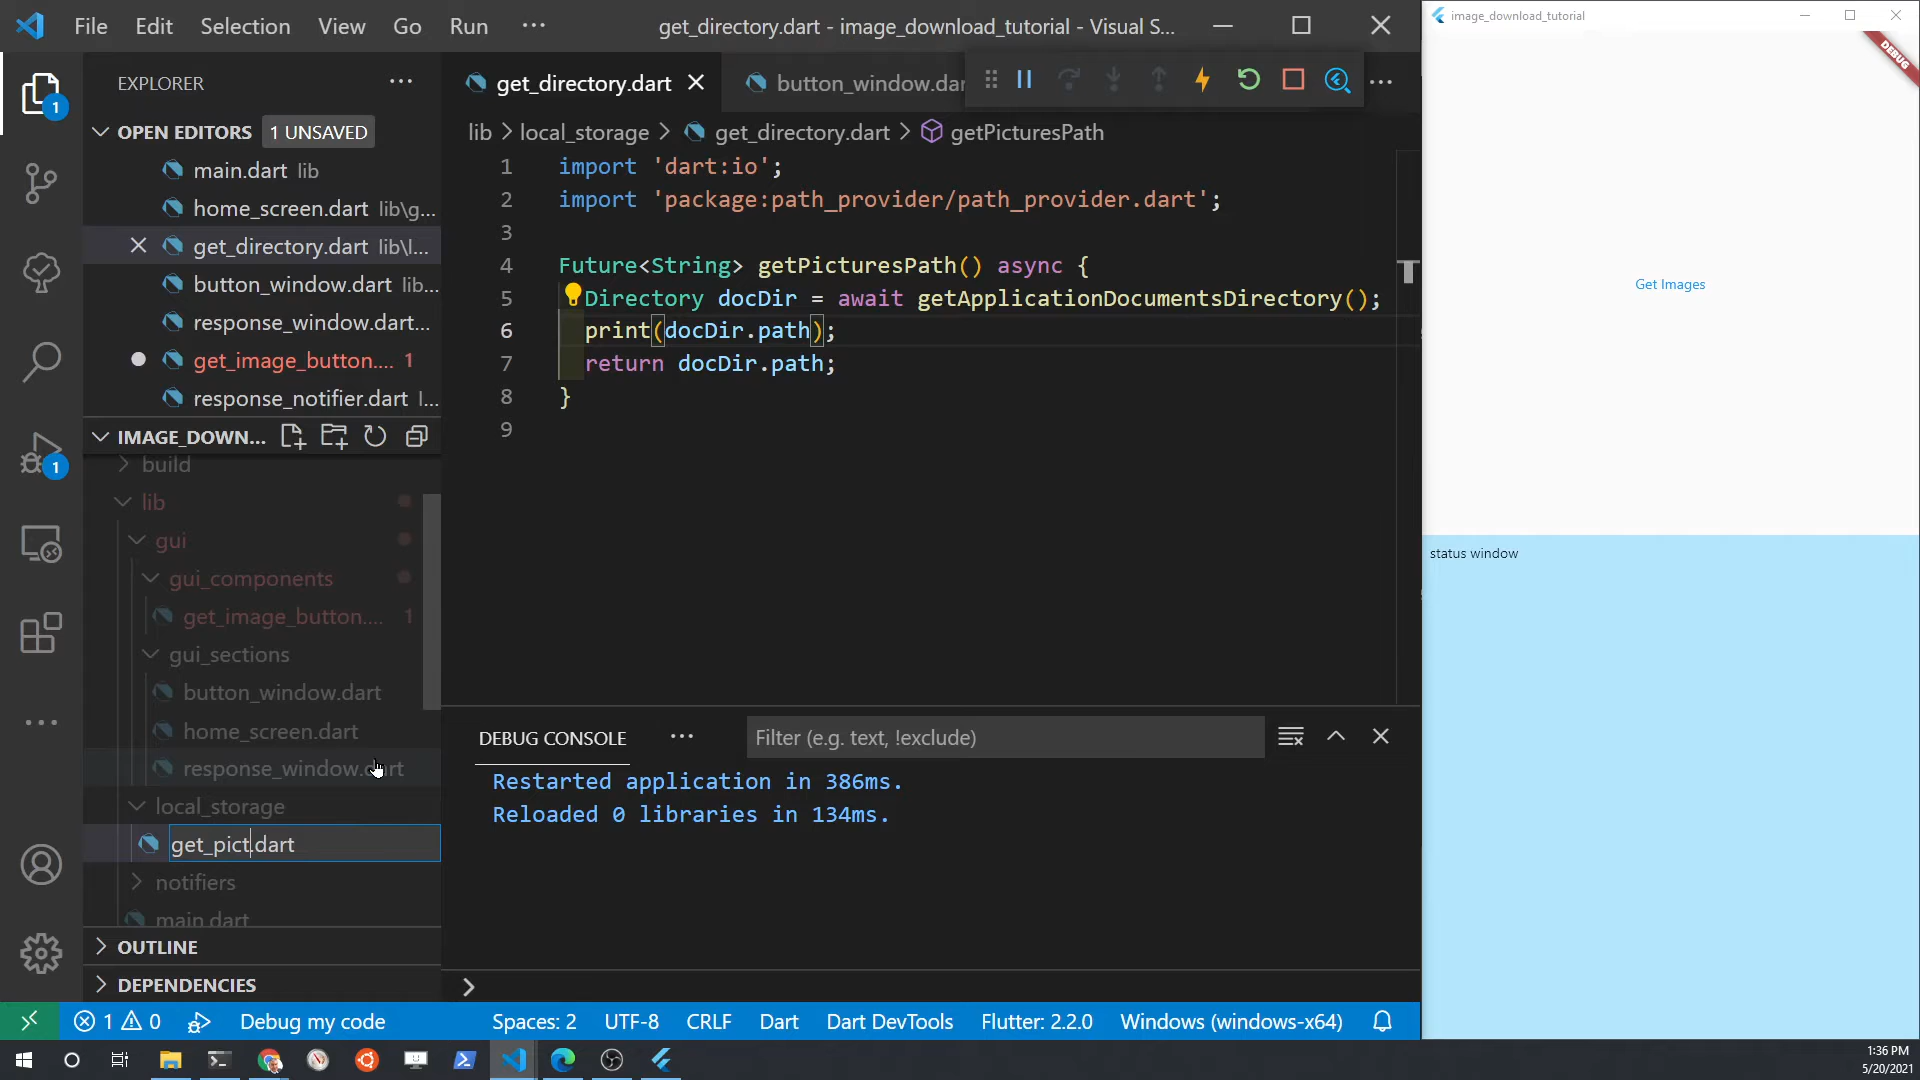 File Edit Selection View Go Run ··· get_directory.dart - image_download_tutorial - Visual S...
image_download_tutorial
DEBUG
EXPLORER
OPEN EDITORS 1 UNSAVED
main.dart lib
home_screen.dart lib\g...
get_directory.dart lib\l...
button_window.dart lib...
response_window.dart...
get_image_button.... 1
response_notifier.dart l...
IMAGE_DOWN...
build
lib
gui
gui_components
get_image_button.... 1
gui_sections
button_window.dart
home_screen.dart
response_window.dart
local_storage
get_pict.dart
notifiers
main.dart
OUTLINE
DEPENDENCIES
1
1
get_directory.dart button_window.dar
lib > local_storage > get_directory.dart > getPicturesPath
1 import 'dart:io';
2 import 'package:path_provider/path_provider.dart';
3
4 Future<String> getPicturesPath() async {
5 Directory docDir = await getApplicationDocumentsDirectory();
6 print(docDir.path);
7 return docDir.path;
8 }
9
DEBUG CONSOLE ··· Filter (e.g. text, !exclude)
Restarted application in 386ms.
Reloaded 0 libraries in 134ms.
Get Images
status window
1 0 Debug my code Spaces: 2 UTF-8 CRLF Dart Dart DevTools Flutter: 2.2.0 Windows (windows-x64)
1:36 PM
5/20/2021